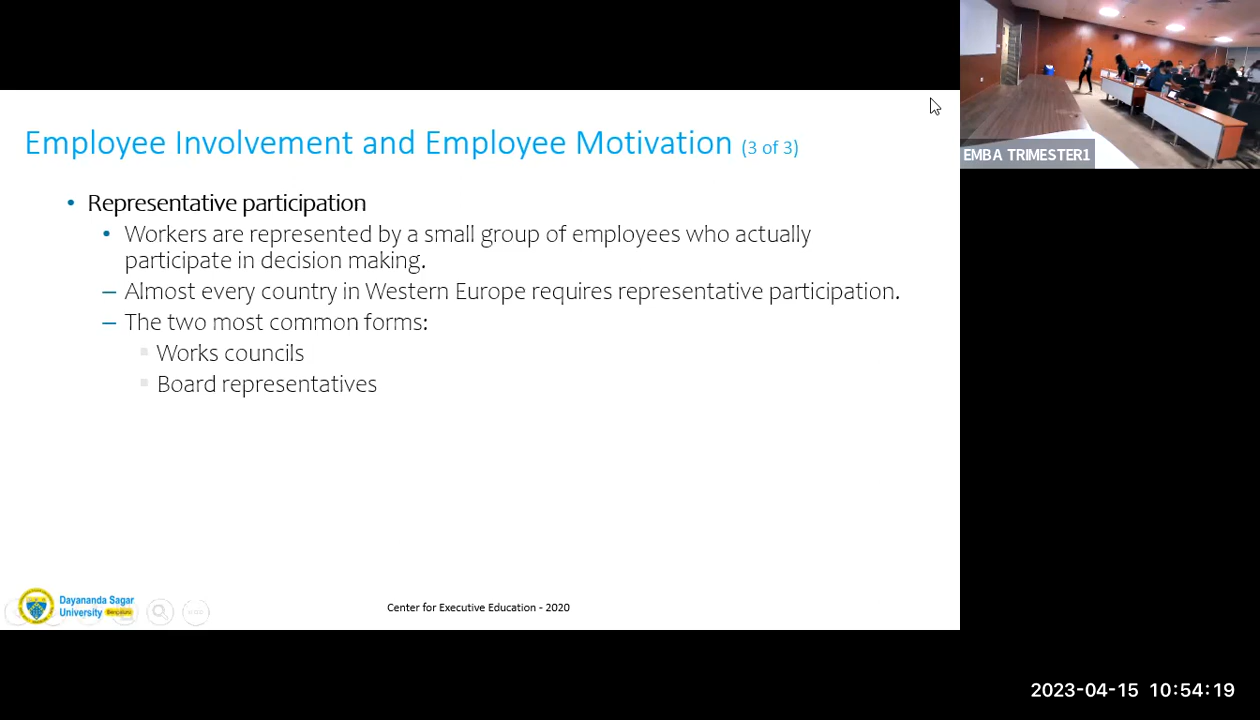 Employee Involvement and Employee Motivation (3 of 3)
EMBA TRIMESTER1
• Representative participation
• Workers are represented by a small group of employees who actually
participate in decision making.
– Almost every country in Western Europe requires representative participation.
– The two most common forms:
▪ Works councils
▪ Board representatives
Dayananda Sagar
University Bengaluru
Center for Executive Education - 2020
2023-04-15 10:54:19